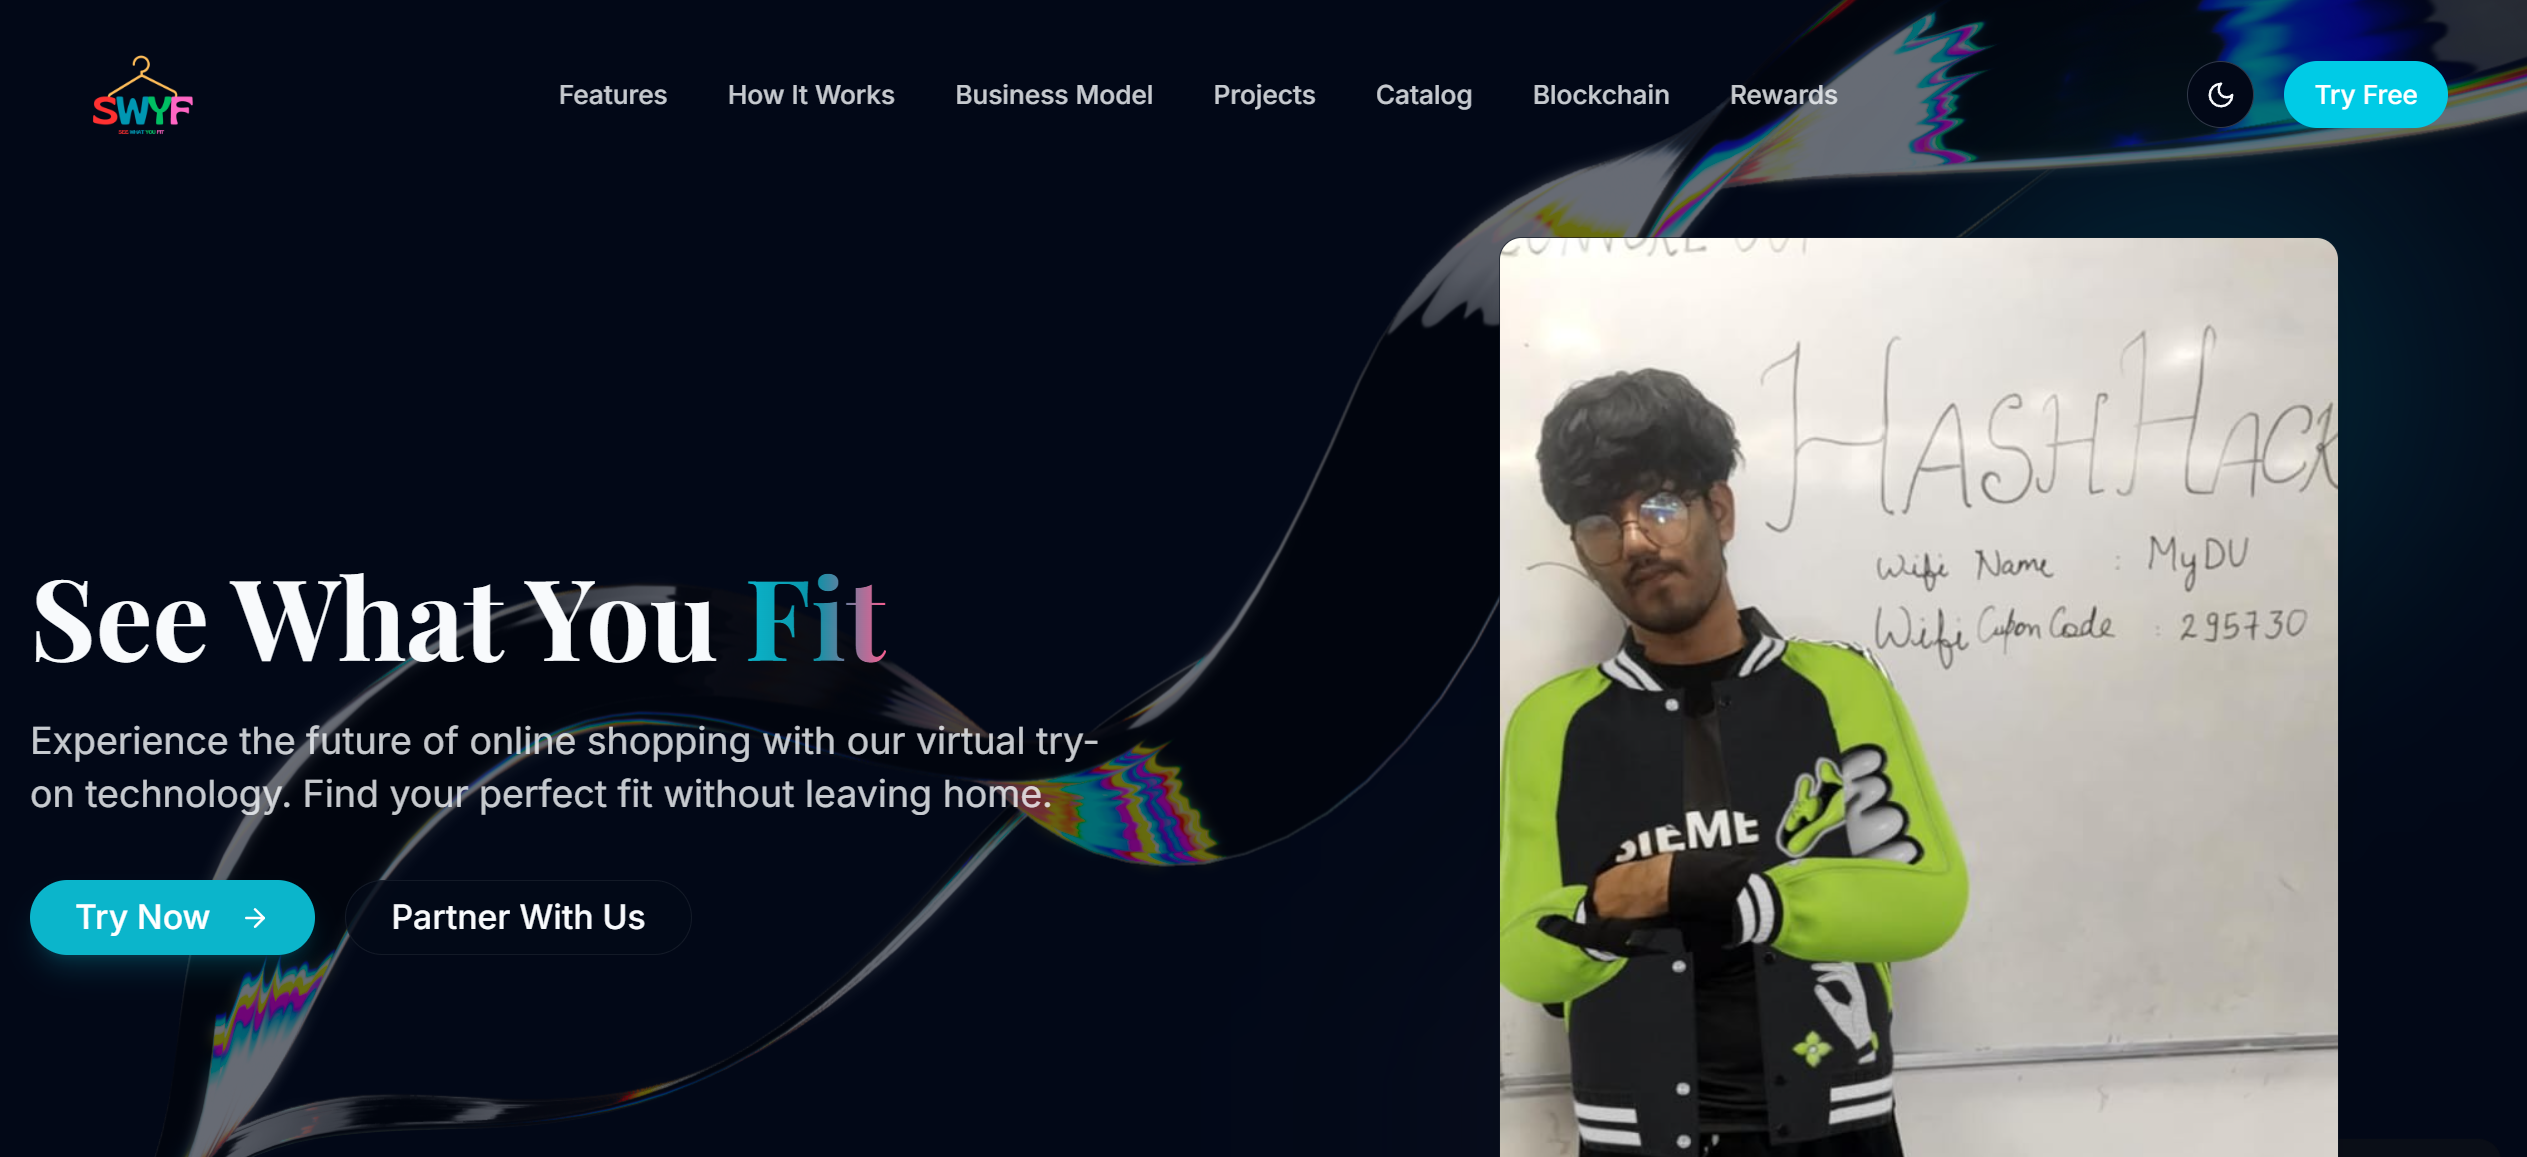 SWYF
SEE WHAT YOU FIT
Features
How It Works
Business Model
Projects
Catalog
Blockchain
Rewards
Try Free
See What You Fit
Experience the future of online shopping with our virtual try-
on technology. Find your perfect fit without leaving home.
Try Now
Partner With Us
HASH HACK
Wifi Name : MyDU
Wifi Cupon Code : 295730
SIEME